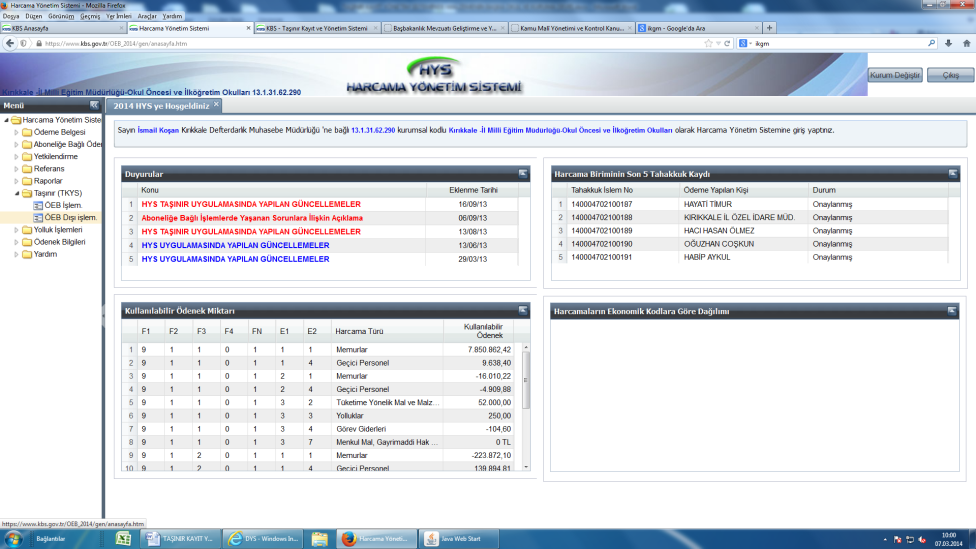 Harcama Yönetim Sistemi - Mozilla Firefox
Dosya Düzen Görünüm Geçmiş Yer İmleri Araçlar Yardım
KBS Anasayfa
Harcama Yönetim Sistemi
KBS - Taşınır Kayıt ve Yönetim Sistemi
Başbakanlık Mevzuatı Geliştirme ve Y...
Kamu Mali Yönetimi ve Kontrol Kanu...
ikgm - Google'da Ara
https://www.kbs.gov.tr/OEB_2014/gen/anasayfa.htm
ikgm
HYS
HARCAMA YÖNETİM SİSTEMİ
Kurum Değiştir
Çıkış
Kırıkkale -İl Milli Eğitim Müdürlüğü-Okul Öncesi ve İlköğretim Okulları 13.1.31.62.290
Menü
2014 HYS ye Hoşgeldiniz
Harcama Yönetim Siste
Ödeme Belgesi
Aboneliğe Bağlı Öder
Yetkilendirme
Referans
Raporlar
Taşınır (TKYS)
ÖEB İşlem.
ÖEB Dışı işlem.
Yolluk İşlemleri
Ödenek Bilgileri
Yardım
Sayın İsmail Koşan Kırıkkale Defterdarlık Muhasebe Müdürlüğü 'ne bağlı 13.1.31.62.290 kurumsal kodlu Kırıkkale -İl Milli Eğitim Müdürlüğü-Okul Öncesi ve İlköğretim Okulları olarak Harcama Yönetim Sistemine giriş yaptınız.
Duyurular
Konu Eklenme Tarihi
1 HYS TAŞINIR UYGULAMASINDA YAPILAN GÜNCELLEMELER 16/09/13
2 Aboneliğe Bağlı İşlemlerde Yaşanan Sorunlara İlişkin Açıklama 06/09/13
3 HYS TAŞINIR UYGULAMASINDA YAPILAN GÜNCELLEMELER 13/08/13
4 HYS UYGULAMASINDA YAPILAN GÜNCELLEMELER 13/06/13
5 HYS UYGULAMASINDA YAPILAN GÜNCELLEMELER 29/03/13
Harcama Biriminin Son 5 Tahakkuk Kaydı
Tahakkuk İslem No Ödeme Yapılan Kişi Durum
1 140004702100187 HAYATİ TİMUR Onaylanmış
2 140004702100188 KIRIKKALE İL ÖZEL İDARE MÜD. Onaylanmış
3 140004702100189 HACI HASAN ÖLMEZ Onaylanmış
4 140004702100190 OĞUZHAN COŞKUN Onaylanmış
5 140004702100191 HABİP AYKUL Onaylanmış
Kullanılabilir Ödenek Miktarı
F1 F2 F3 F4 FN E1 E2 Harcama Türü Kullanılabilir Ödenek
1 9 1 1 0 1 1 1 Memurlar 7.850.862,42
2 9 1 1 0 1 1 4 Geçici Personel 9.638,40
3 9 1 1 0 1 2 1 Memurlar -16.010,22
4 9 1 1 0 1 2 4 Geçici Personel -4.909,88
5 9 1 1 0 1 3 2 Tüketime Yönelik Mal ve Malz... 52.000,00
6 9 1 1 0 1 3 3 Yolluklar 250,00
7 9 1 1 0 1 3 4 Görev Giderleri -104,60
8 9 1 1 0 1 3 7 Menkul Mal, Gayrimaddi Hak ... 0 TL
9 9 1 2 0 1 1 1 Memurlar -223.872,10
10 9 1 2 0 1 1 4 Geçici Personel 139.894,81
Harcamaların Ekonomik Kodlara Göre Dağılımı
https://www.kbs.gov.tr/OEB_2014/gen/anasayfa.htm
Bağlantılar
TAŞINIR KAYIT V...
DYS - Windows In...
Harcama Yöneti...
Java Web Start
10:00
07.03.2014